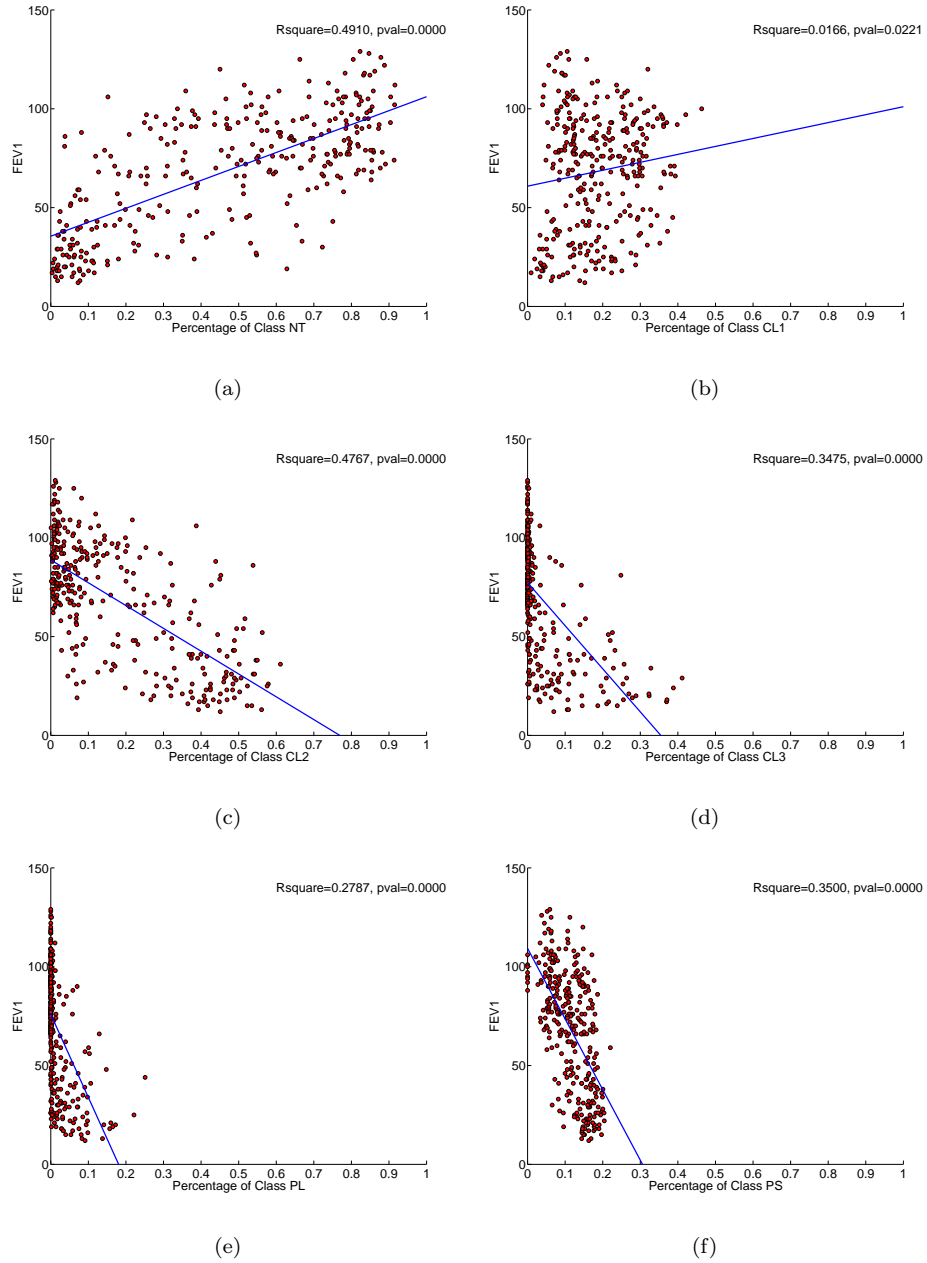 150
Rsquare=0.4910, pval=0.0000
100
FEV1
50
0
0 0.1 0.2 0.3 0.4 0.5 0.6 0.7 0.8 0.9 1
Percentage of Class NT
(a)
150
Rsquare=0.0166, pval=0.0221
100
FEV1
50
0
0 0.1 0.2 0.3 0.4 0.5 0.6 0.7 0.8 0.9 1
Percentage of Class CL1
(b)
150
Rsquare=0.4767, pval=0.0000
100
FEV1
50
0
0 0.1 0.2 0.3 0.4 0.5 0.6 0.7 0.8 0.9 1
Percentage of Class CL2
(c)
150
Rsquare=0.3475, pval=0.0000
100
FEV1
50
0
0 0.1 0.2 0.3 0.4 0.5 0.6 0.7 0.8 0.9 1
Percentage of Class CL3
(d)
150
Rsquare=0.2787, pval=0.0000
100
FEV1
50
0
0 0.1 0.2 0.3 0.4 0.5 0.6 0.7 0.8 0.9 1
Percentage of Class PL
(e)
150
Rsquare=0.3500, pval=0.0000
100
FEV1
50
0
0 0.1 0.2 0.3 0.4 0.5 0.6 0.7 0.8 0.9 1
Percentage of Class PS
(f)